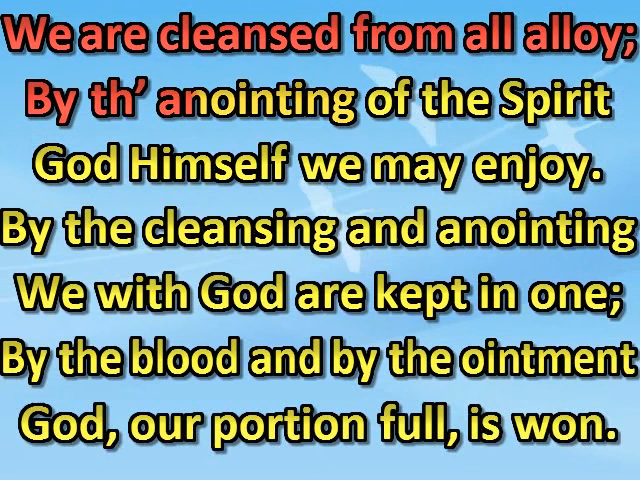 We are cleansed from all alloy;
By th’ anointing of the Spirit
God Himself we may enjoy.
By the cleansing and anointing
We with God are kept in one;
By the blood and by the ointment
God, our portion full, is won.